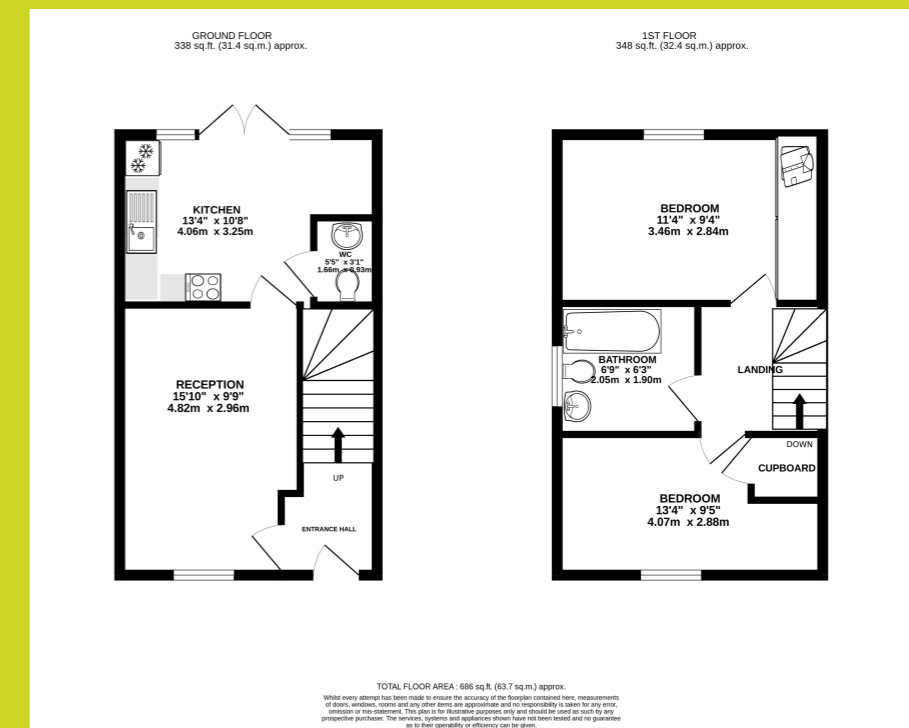 GROUND FLOOR
338 sq.ft. (31.4 sq.m.) approx.
1ST FLOOR
348 sq.ft. (32.4 sq.m.) approx.
KITCHEN
13'4" x 10'8"
4.06m x 3.25m
WC
5'5" x 3'1"
1.66m x 0.93m
RECEPTION
15'10" x 9'9"
4.82m x 2.96m
UP
ENTRANCE HALL
BEDROOM
11'4" x 9'4"
3.46m x 2.84m
BATHROOM
6'9" x 6'3"
2.05m x 1.90m
LANDING
DOWN
CUPBOARD
BEDROOM
13'4" x 9'5"
4.07m x 2.88m
TOTAL FLOOR AREA : 686 sq.ft. (63.7 sq.m.) approx.
Whilst every attempt has been made to ensure the accuracy of the floorplan contained here, measurements
of doors, windows, rooms and any other items are approximate and no responsibility is taken for any error,
omission or mis-statement. This plan is for illustrative purposes only and should be used as such by any
prospective purchaser. The services, systems and appliances shown have not been tested and no guarantee
as to their operability or efficiency can be given.